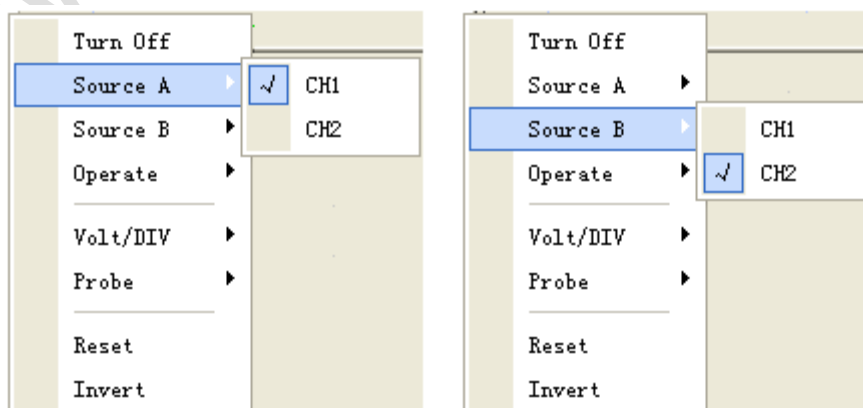 Turn Off
Source A
CH1
Source B
CH2
Operate
Volt/DIV
Probe
Reset
Invert
Turn Off
Source A
Source B
CH1
Operate
CH2
Volt/DIV
Probe
Reset
Invert